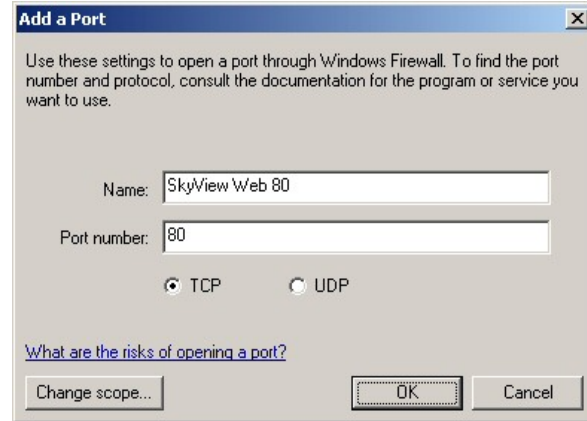 Add a Port
Use these settings to open a port through Windows Firewall. To find the port
number and protocol, consult the documentation for the program or service you
want to use.
Name: SkyView Web 80
Port number: 80
TCP UDP
What are the risks of opening a port?
Change scope... OK Cancel